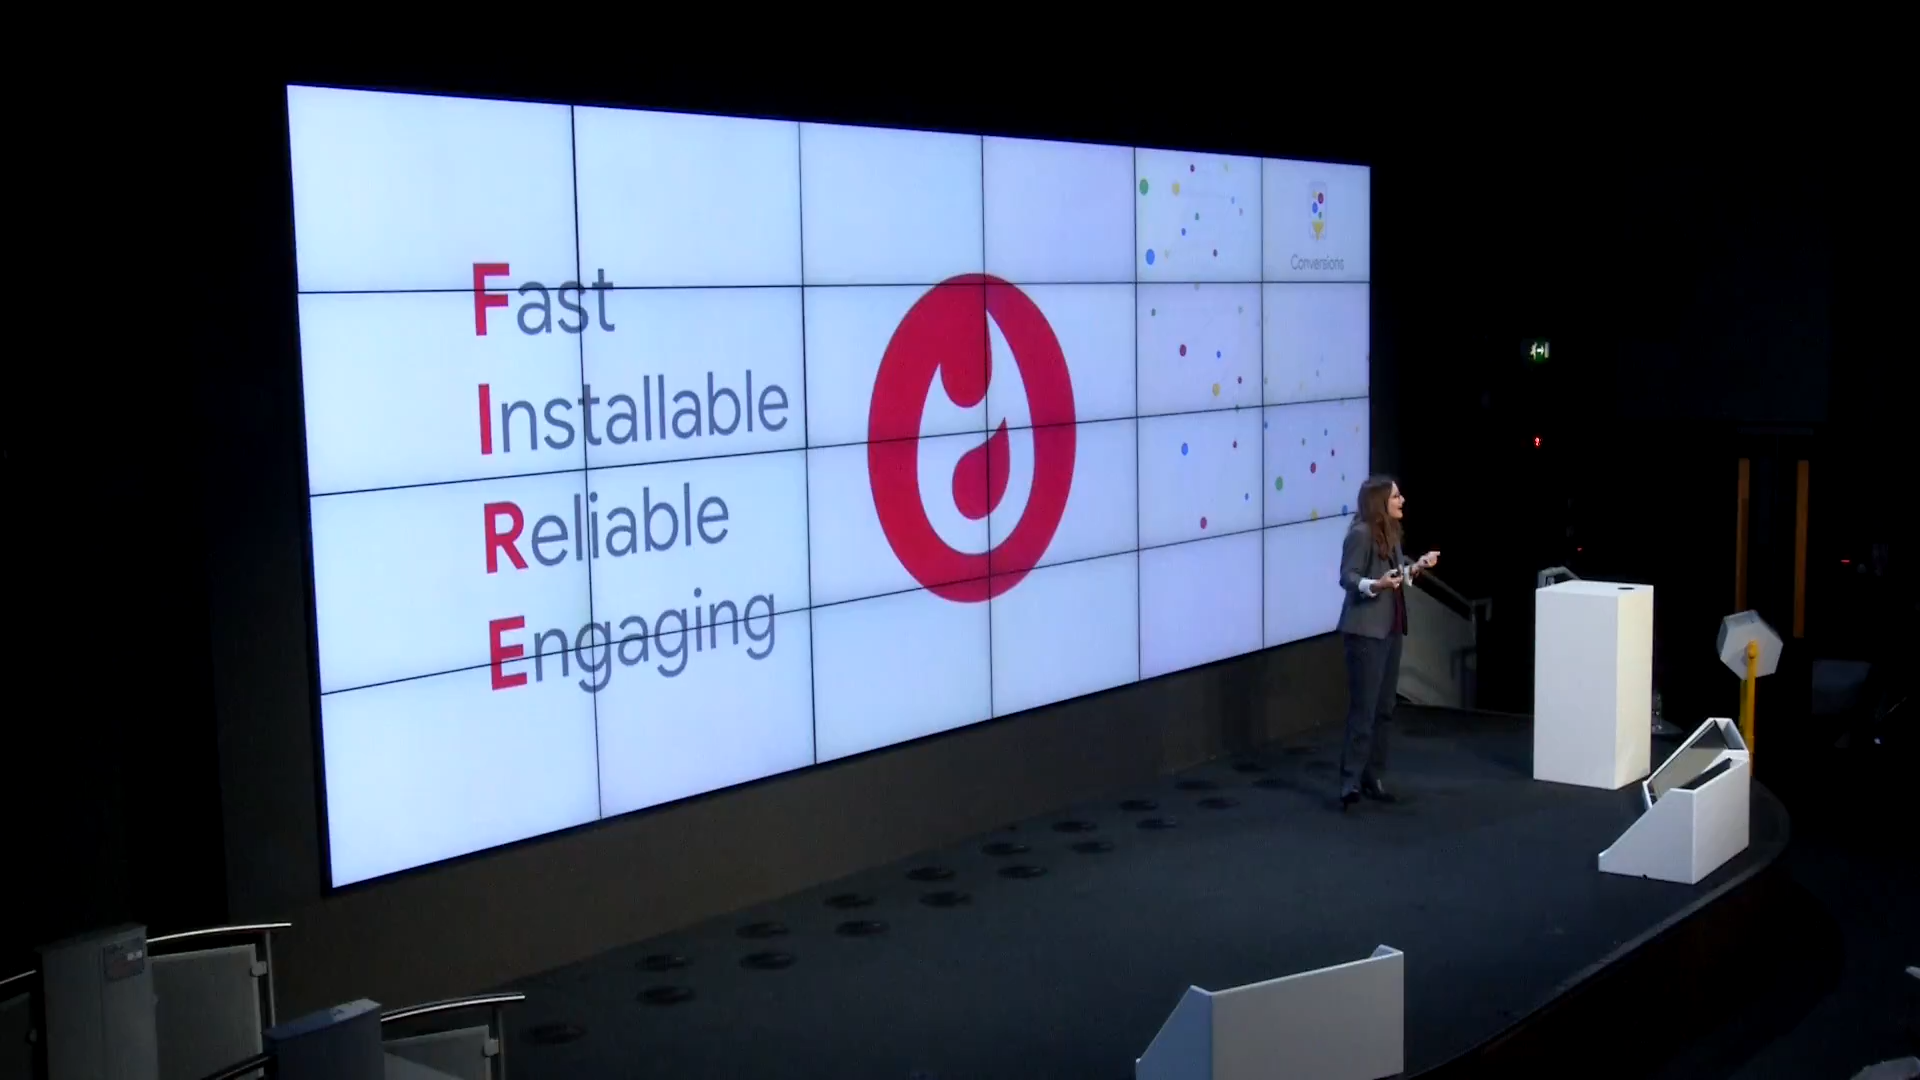 Fast
Installable
Reliable
Engaging
Conversions